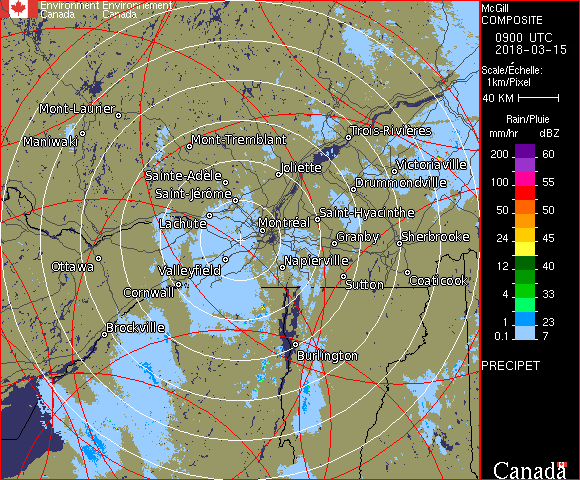 Environment Environnement
Canada Canada
McGill
COMPOSITE
0900 UTC
2018-03-15
Scale/Échelle:
1km/Pixel
40 KM
Rain/Pluie
mm/hr dBZ
200 60
100 55
50 50
24 45
12 40
4 33
1 23
0.1 7
PRECIPET
Canada
Mont-Laurier
Maniwaki
Mont-Tremblant
Trois-Rivières
Sainte-Adèle
Joliette
Victoriaville
Saint-Jérôme
Drummondville
Lachute
Montréal
Saint-Hyacinthe
Granby
Sherbrooke
Ottawa
Valleyfield
Napierville
Cornwall
Sutton
Coaticook
Brockville
Burlington